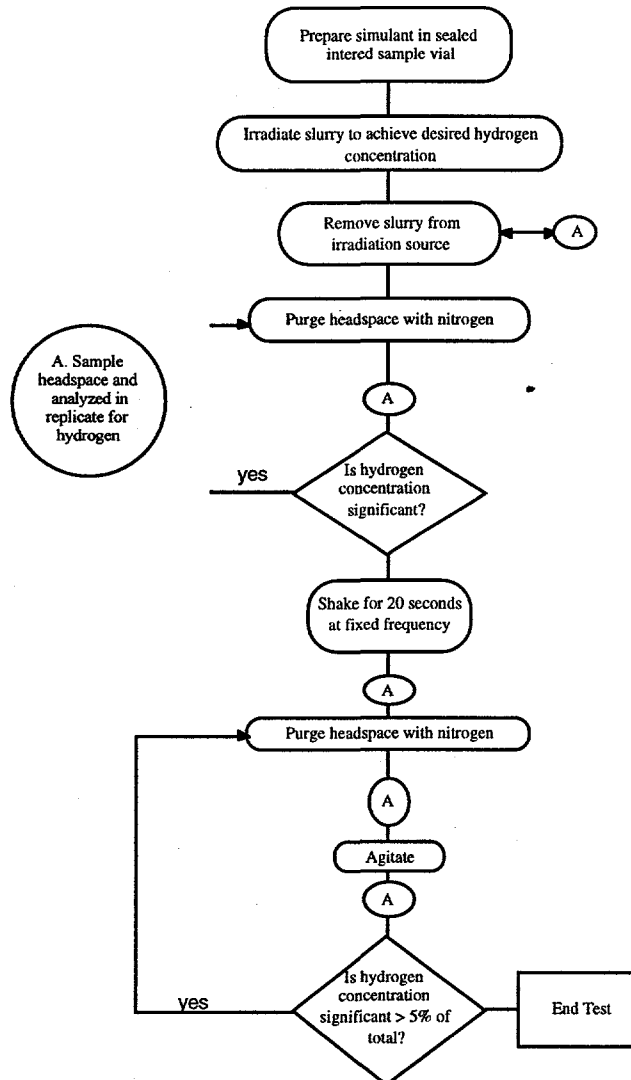 Prepare simulant in sealed
intered sample vial
Irradiate slurry to achieve desired hydrogen
concentration
Remove slurry from
irradiation source
A
Purge headspace with nitrogen
A. Sample
headspace and
analyzed in
replicate for
hydrogen
A
yes
Is hydrogen
concentration
significant?
Shake for 20 seconds
at fixed frequency
A
Purge headspace with nitrogen
A
Agitate
A
yes
Is hydrogen
concentration
significant > 5% of
total?
End Test